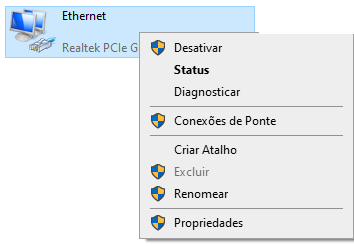 Ethernet
Realtek PCIe G
Desativar
Status
Diagnosticar
Conexões de Ponte
Criar Atalho
Excluir
Renomear
Propriedades